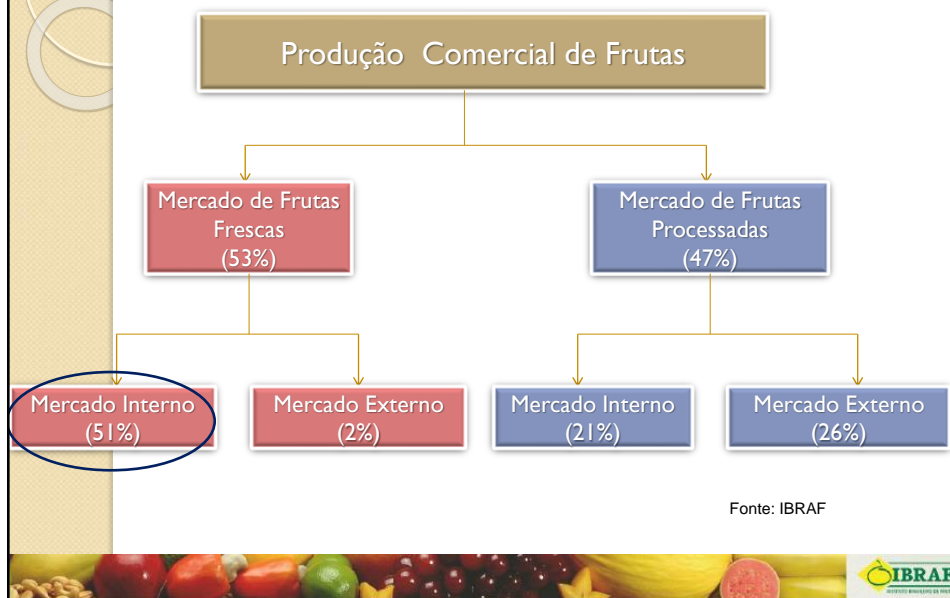 Produção Comercial de Frutas
Mercado de Frutas
Frescas
(53%)
Mercado de Frutas
Processadas
(47%)
Mercado Interno
(51%)
Mercado Externo
(2%)
Mercado Interno
(21%)
Mercado Externo
(26%)
Fonte: IBRAF
IBRAF